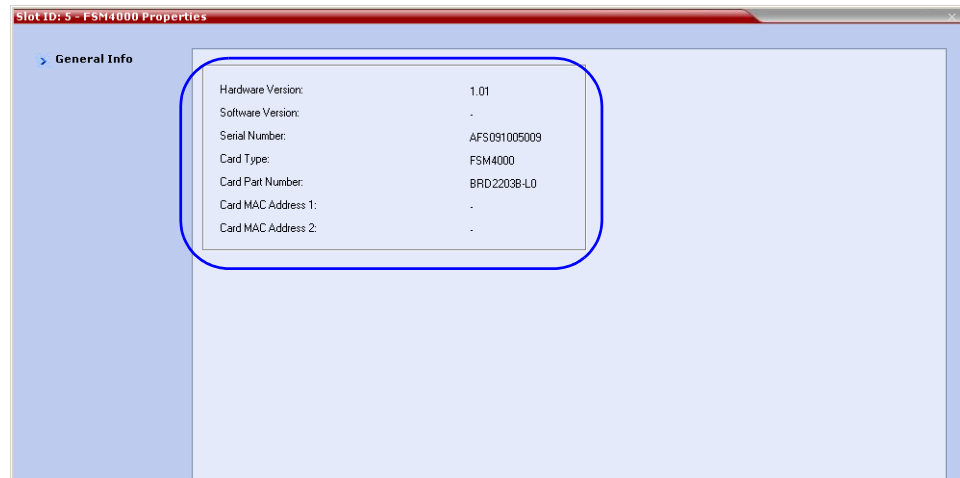 Slot ID: 5 - FSM4000 Properties
General Info
Hardware Version: 1.01
Software Version: -
Serial Number: AFS091005009
Card Type: FSM4000
Card Part Number: BRD2203B-L0
Card MAC Address 1: -
Card MAC Address 2: -